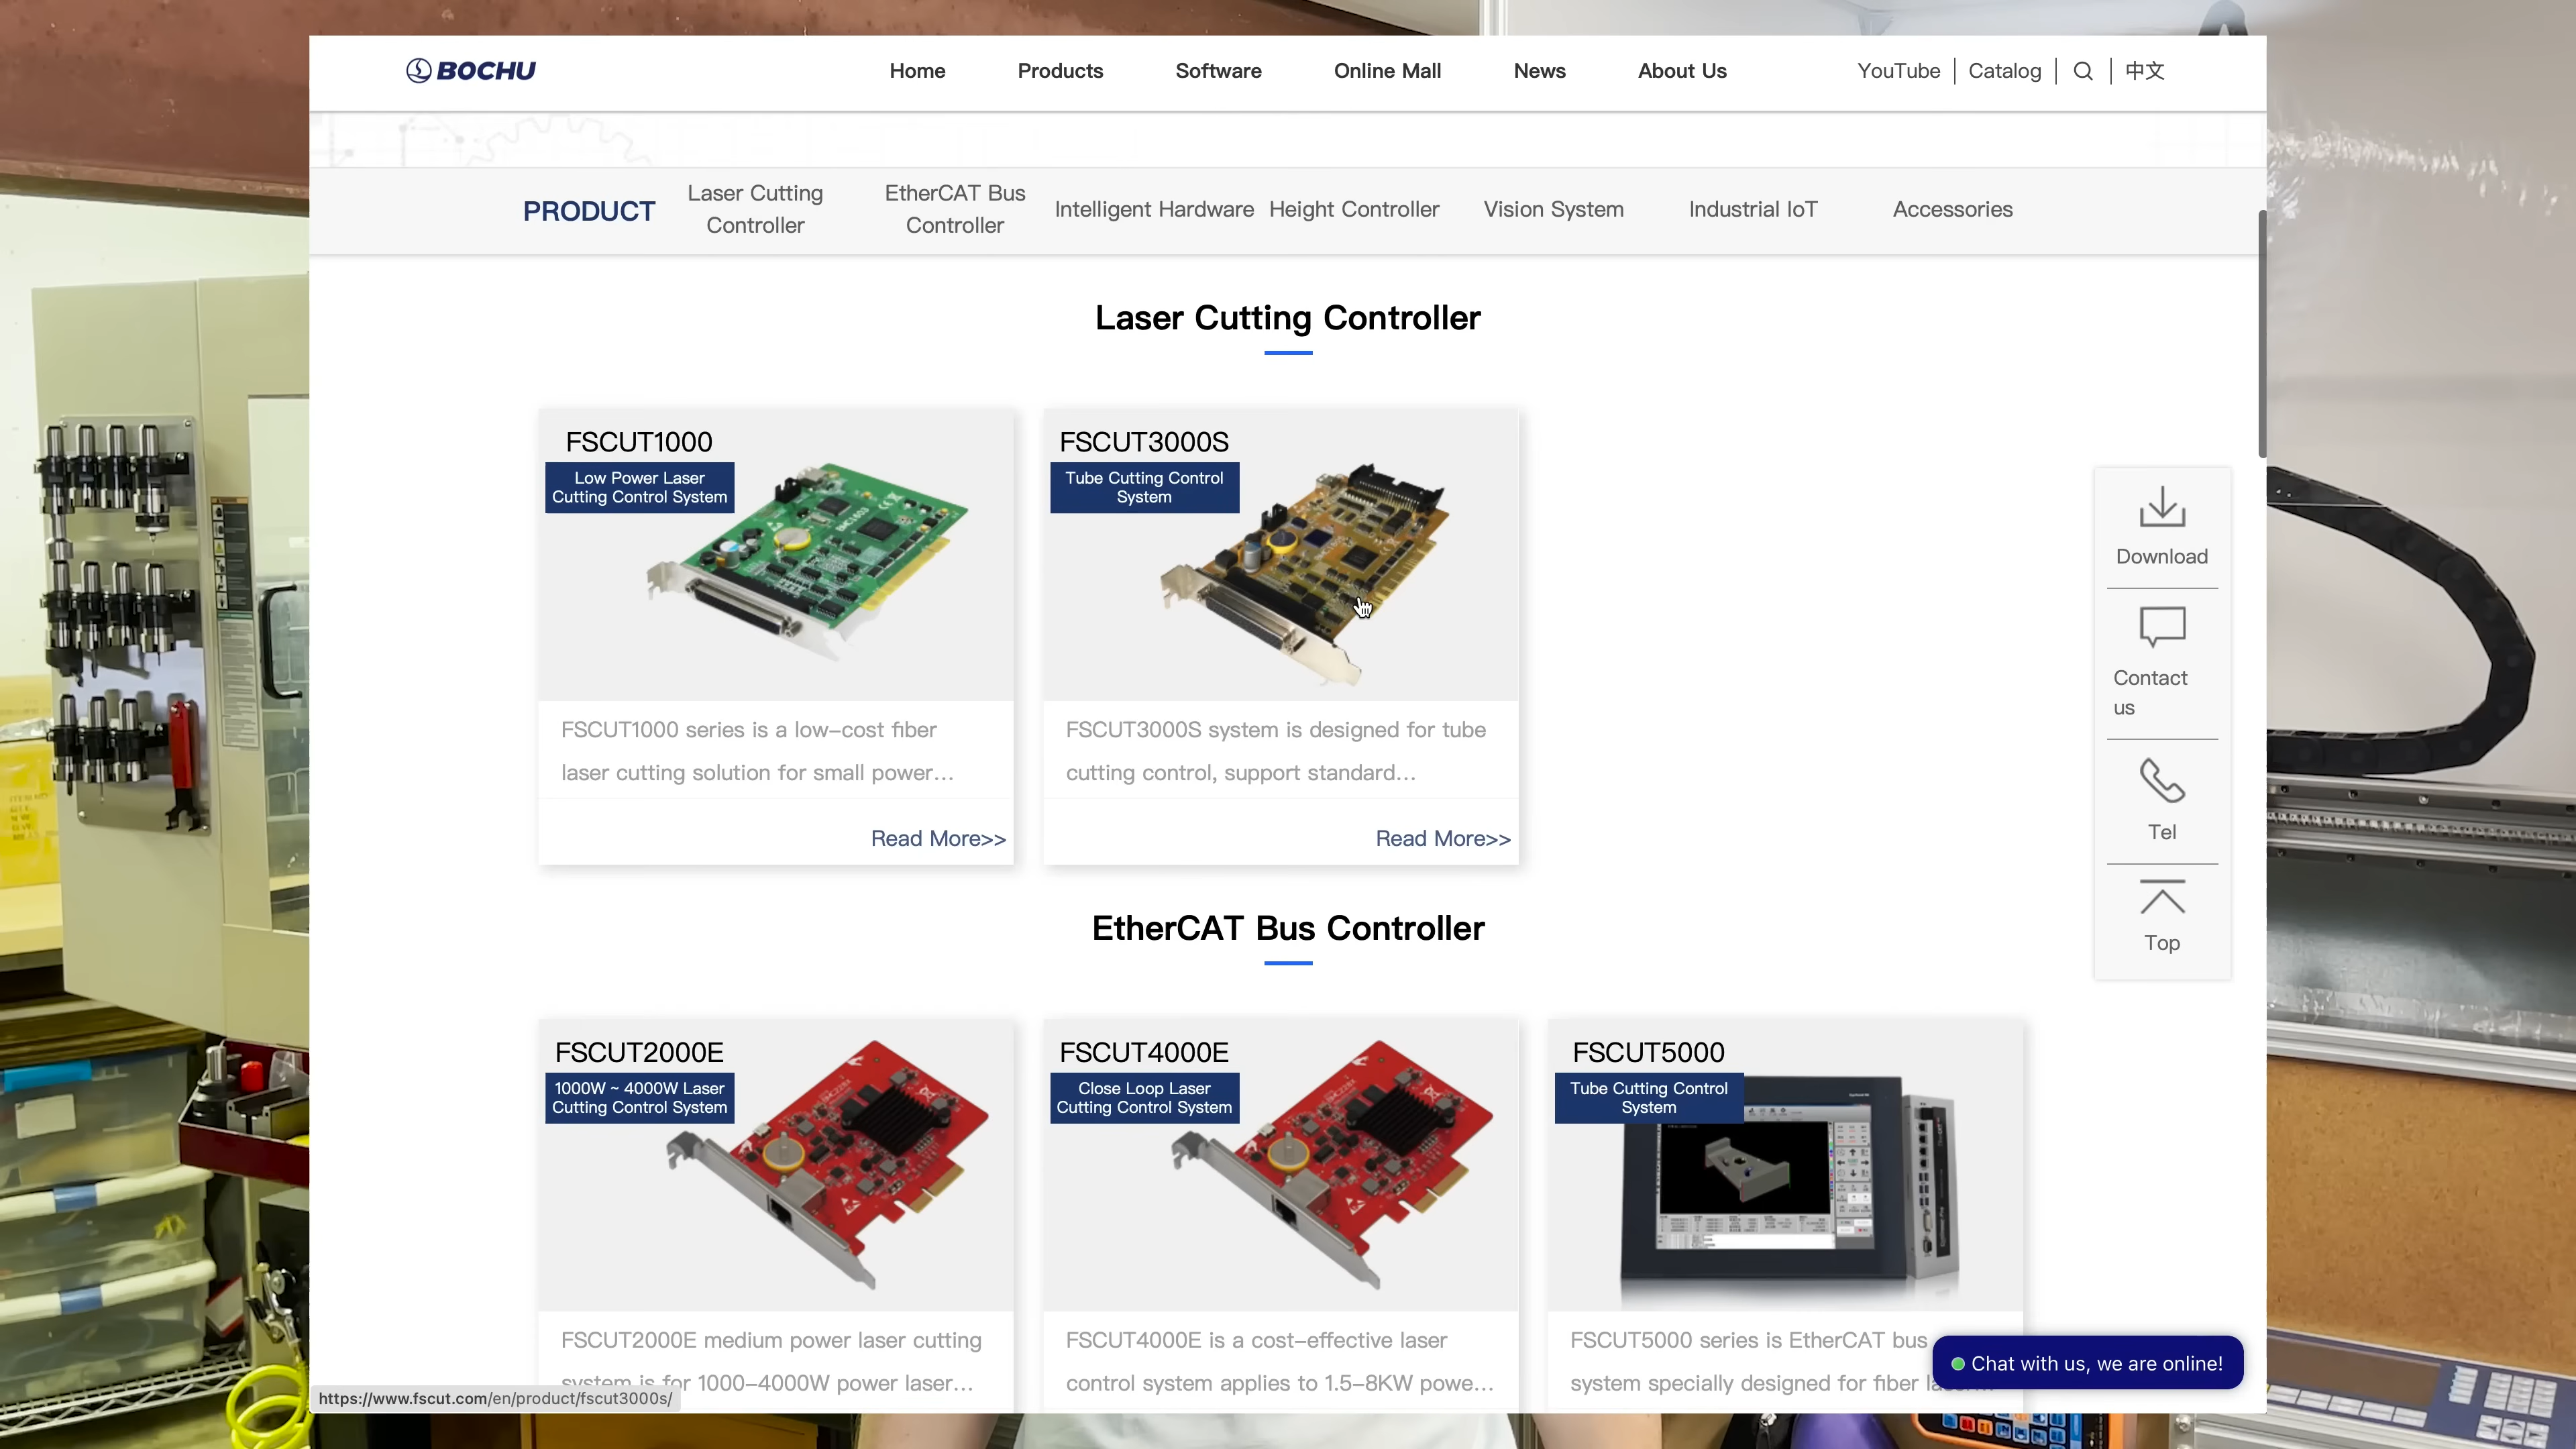 BOCHU
Home
Products
Software
Online Mall
News
About Us
YouTube
Catalog
中文
PRODUCT
Laser Cutting
Controller
EtherCAT Bus
Controller
Intelligent Hardware
Height Controller
Vision System
Industrial IoT
Accessories
Laser Cutting Controller
FSCUT1000
Low Power Laser
Cutting Control System
FSCUT1000 series is a low-cost fiber
laser cutting solution for small power...
Read More>>
FSCUT3000S
Tube Cutting Control
System
FSCUT3000S system is designed for tube
cutting control, support standard...
Read More>>
Download
Contact
us
Tel
Top
EtherCAT Bus Controller
FSCUT2000E
1000W ~ 4000W Laser
Cutting Control System
FSCUT2000E medium power laser cutting
system is for 1000-4000W power laser...
FSCUT4000E
Close Loop Laser
Cutting Control System
FSCUT4000E is a cost-effective laser
control system applies to 1.5-8KW powe...
FSCUT5000
Tube Cutting Control
System
FSCUT5000 series is EtherCAT bus
system specially designed for fiber
Chat with us, we are online!
https://www.fscut.com/en/product/fscut3000s/